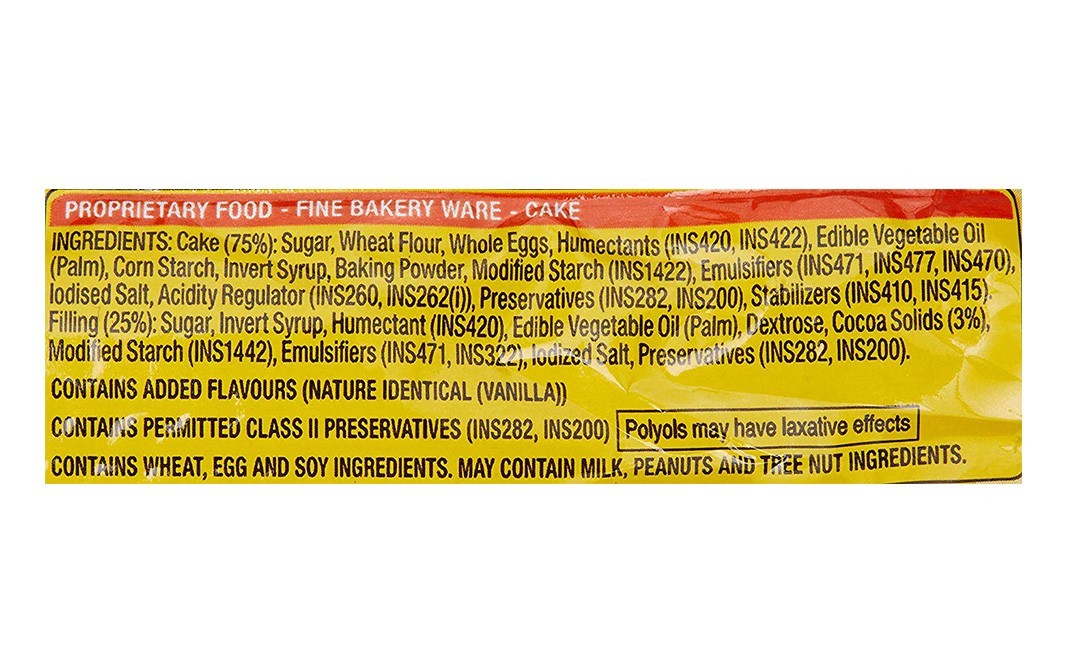 PROPRIETARY FOOD - FINE BAKERY WARE - CAKE
INGREDIENTS: Cake (75%): Sugar, Wheat Flour, Whole Eggs, Humectants (INS420, INS422), Edible Vegetable Oil
(Palm), Corn Starch, Invert Syrup, Baking Powder, Modified Starch (INS1422), Emulsifiers (INS471, INS477, INS470),
Iodised Salt, Acidity Regulator (INS260, INS262(i)), Preservatives (INS282, INS200), Stabilizers (INS410, INS415).
Filling (25%): Sugar, Invert Syrup, Humectant (INS420), Edible Vegetable Oil (Palm), Dextrose, Cocoa Solids (3%),
Modified Starch (INS1442), Emulsifiers (INS471, INS322), Iodized Salt, Preservatives (INS282, INS200).
CONTAINS ADDED FLAVOURS (NATURE IDENTICAL (VANILLA))
CONTAINS PERMITTED CLASS II PRESERVATIVES (INS282, INS200) Polyols may have laxative effects
CONTAINS WHEAT, EGG AND SOY INGREDIENTS. MAY CONTAIN MILK, PEANUTS AND TREE NUT INGREDIENTS.